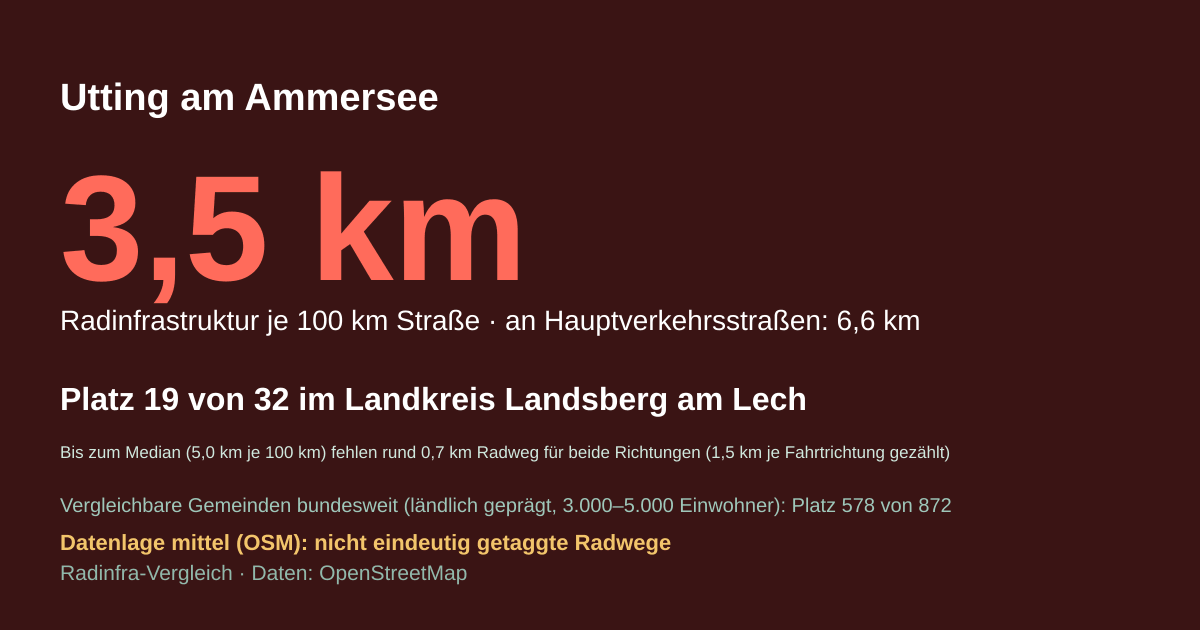 Utting am Ammersee
3,5 km
Radinfrastruktur je 100 km Straße · an Hauptverkehrsstraßen: 6,6 km
Platz 19 von 32 im Landkreis Landsberg am Lech
Bis zum Median (5,0 km je 100 km) fehlen rund 0,7 km Radweg für beide Richtungen (1,5 km je Fahrtrichtung gezählt)
Vergleichbare Gemeinden bundesweit (ländlich geprägt, 3.000–5.000 Einwohner): Platz 578 von 872
Datenlage mittel (OSM): nicht eindeutig getaggte Radwege
Radinfra-Vergleich · Daten: OpenStreetMap